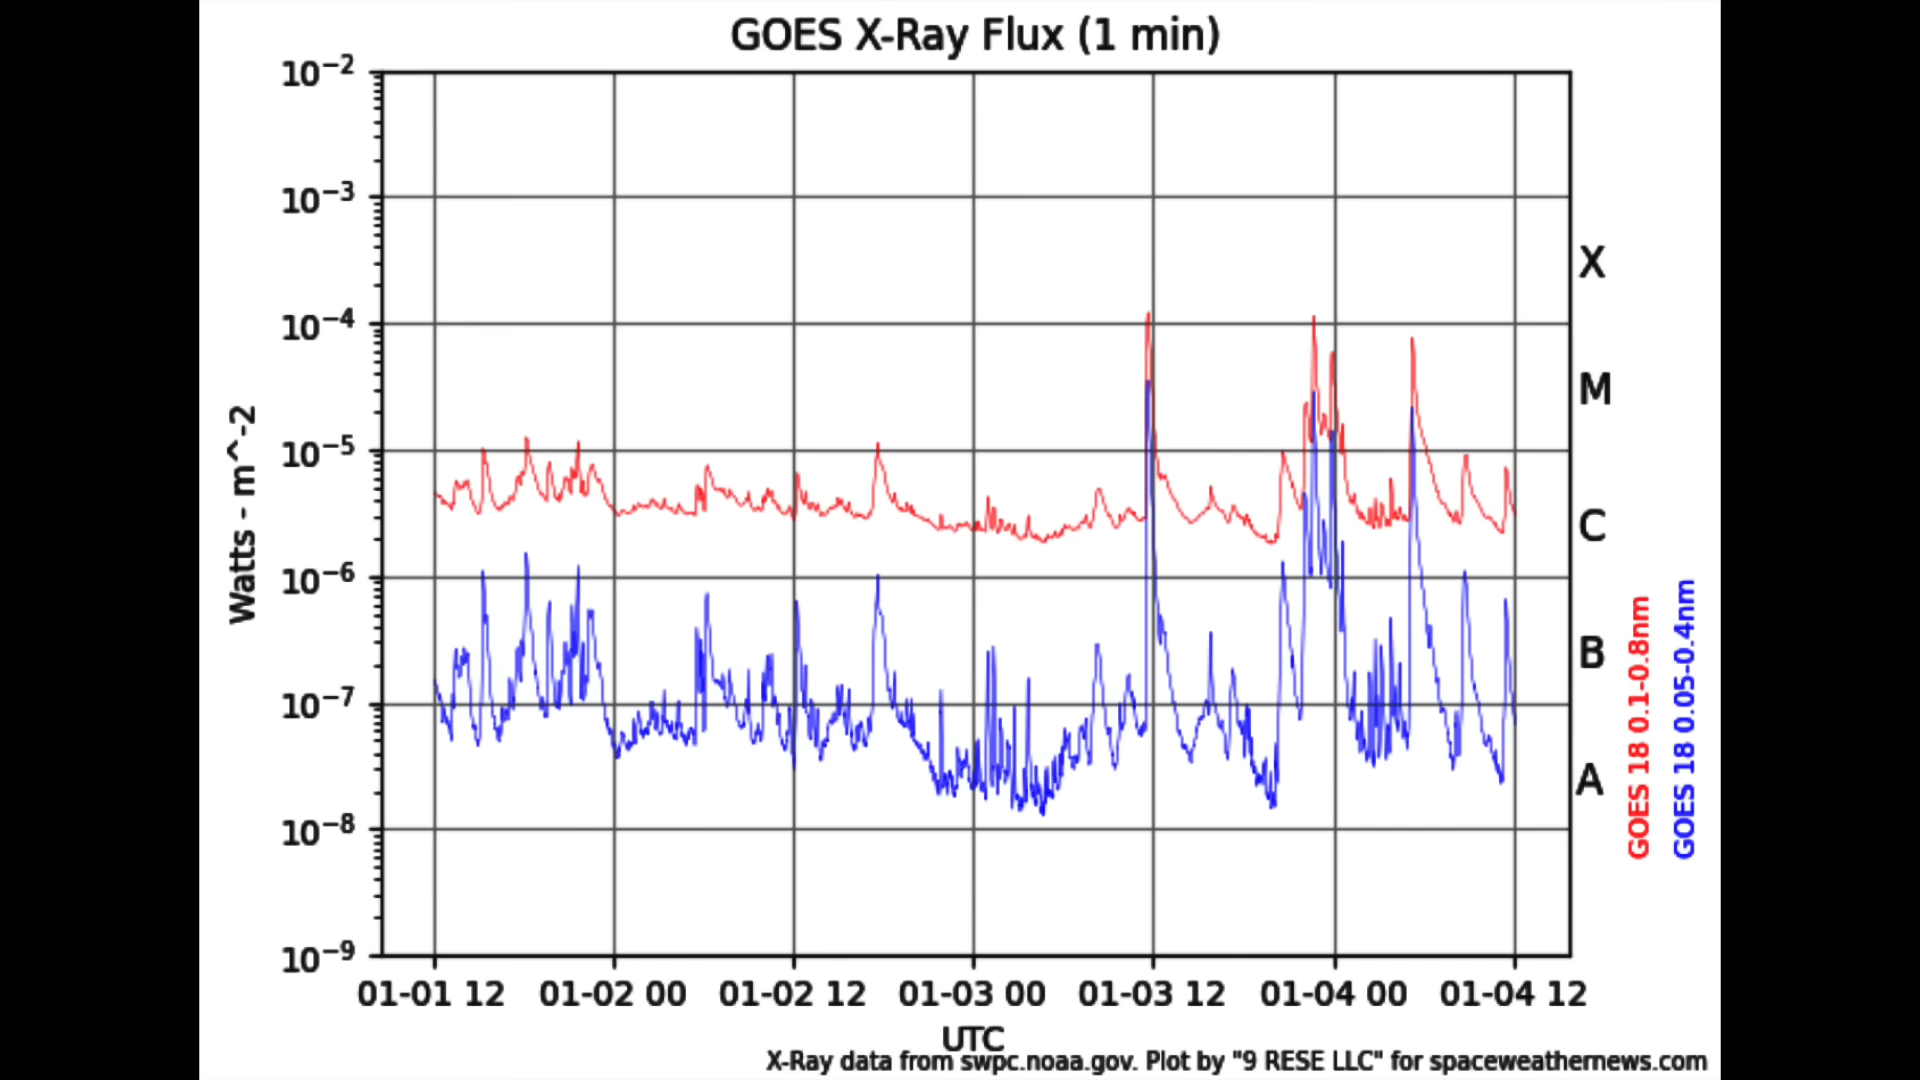 GOES X-Ray Flux (1 min)
10⁻²
10⁻³
10⁻⁴
10⁻⁵
10⁻⁶
10⁻⁷
10⁻⁸
10⁻⁹
Watts - m^-2
X
M
C
B
A
GOES 18 0.1-0.8nm
GOES 18 0.05-0.4nm
01-01 12 01-02 00 01-02 12 01-03 00 01-03 12 01-04 00 01-04 12
UTC
X-Ray data from swpc.noaa.gov. Plot by "9 RESE LLC" for spaceweathernews.com